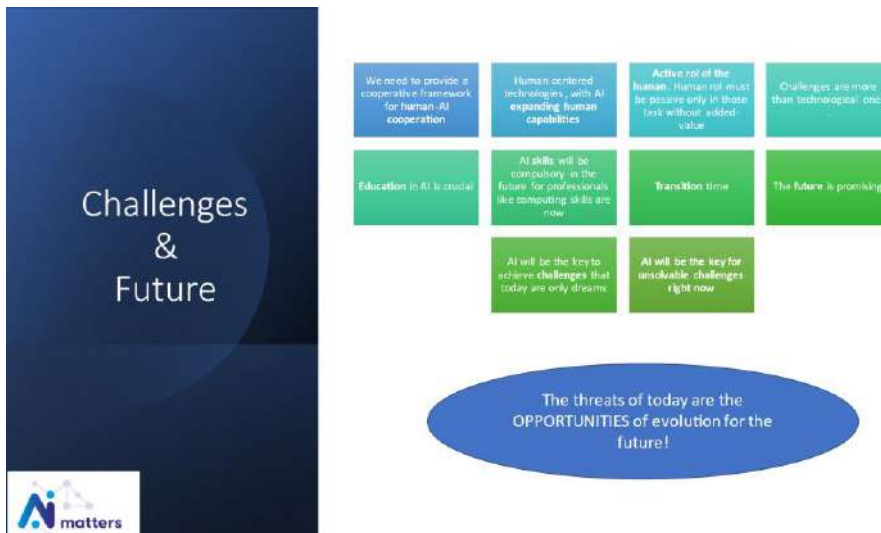 Challenges
&
Future
We need to provide a
cooperative framework
for human-AI
cooperation
Human centered
technologies, with AI
expanding human
capabilities
Active rol of the
human. Human rol must
be passive only in those
task without added-
value
Challenges are more
than technological one
.
Education in AI is crucial
AI skills will be
compulsory in the
future for professionals
like computing skills are
now
Transition time
The future is promising
AI will be the key to
achieve challenges that
today are only dreams
AI will be the key for
unsolvable challenges
right now
The threats of today are the
OPPORTUNITIES of evolution for the
future!
Ai matters